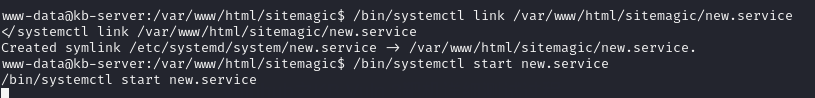 www-data@kb-server:/var/www/html/sitemagic$ /bin/systemctl link /var/www/html/sitemagic/new.service
</systemctl link /var/www/html/sitemagic/new.service
Created symlink /etc/systemd/system/new.service → /var/www/html/sitemagic/new.service.
www-data@kb-server:/var/www/html/sitemagic$ /bin/systemctl start new.service
/bin/systemctl start new.service